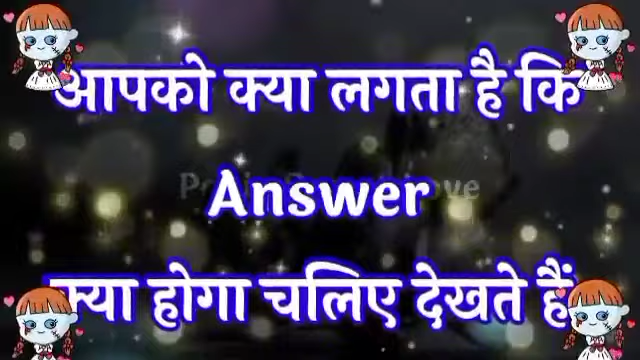 आपको क्या लगता है कि
Answer
क्या होगा चलिए देखते हैं